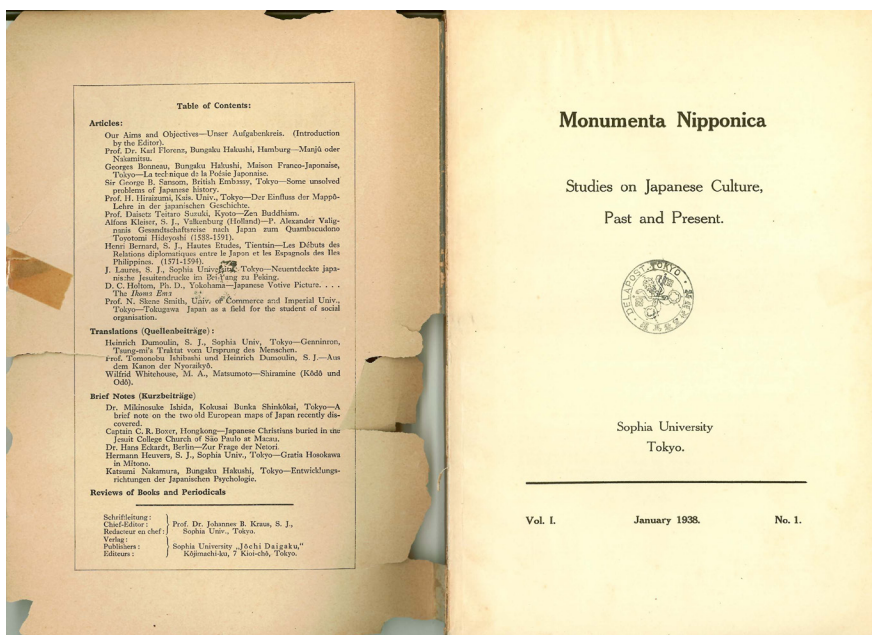 Table of Contents:
Articles:
Our Aims and Objectives—Unser Aufgabenkreis. (Introduction
by the Editor).
Prof. Dr. Karl Florenz, Bungaku Hakushi, Hamburg—Manjû oder
Nakamitsu.
Georges Bonneau, Bungaku Hakushi, Maison Franco-Japonaise,
Tokyo—La technique de la Poésie Japonaise.
Sir George B. Sansom, British Embassy, Tokyo—Some unsolved
problems of Japanese history.
Prof. H. Hiraizumi, Kais. Univ., Tokyo—Der Einfluss der Mappô-
Lehre in der japanischen Geschichte.
Prof. Daisetz Teitaro Suzuki, Kyoto—Zen Buddhism.
Alfons Kleiser, S. J., Valkenburg (Holland)—P. Alexander Valig-
nanis Gesandtschaftsreise nach Japan zum Quambacudono
Toyotomi Hideyoshi (1588-1591).
Henri Bernard, S. J., Hautes Etudes, Tientsin—Les Débuts des
Relations diplomatiques entre le Japon et les Espagnols des Iles
Philippines. (1571-1594).
J. Laures, S. J., Sophia University, Tokyo—Neuentdeckte japa-
nische Jesuitendrucke im Bei-Tang zu Peking.
D. C. Holtom, Ph. D., Yokohama—Japanese Votive Picture. . . .
The Ikoma Ema
Prof. N. Skene Smith, Univ. of Commerce and Imperial Univ.,
Tokyo—Tokugawa Japan as a field for the student of social
organisation.
Translations (Quellenbeiträge) :
Heinrich Dumoulin, S. J., Sophia Univ, Tokyo—Genninron,
Tsung-mi's Traktat vom Ursprung des Menschen.
Prof. Tomonobu Ishibashi und Heinrich Dumoulin, S. J.—Aus
dem Kanon der Nyoraikyô.
Wilfrid Whitehouse, M. A., Matsumoto—Shiramine (Kôdô und
Odô).
Brief Notes (Kurzbeiträge)
Dr. Mikinosuke Ishida, Kokusai Bunka Shinkôkai, Tokyo—A
brief note on the two old European maps of Japan recently dis-
covered.
Captain C. R. Boxer, Hongkong—Japanese Christians buried in the
Jesuit College Church of São Paulo at Macau.
Dr. Hans Eckardt, Berlin—Zur Frage der Netori.
Hermann Heuvers, S. J., Sophia Univ., Tokyo—Gratia Hosokawa
in Mitono.
Katsumi Nakamura, Bungaku Hakushi, Tokyo—Entwicklungs-
richtungen der Japanischen Psychologie.
Reviews of Books and Periodicals
Schriftleitung :
Chief-Editor :
Redacteur en chef :
Prof. Dr. Johannes B. Kraus, S. J.,
Sophia Univ., Tokyo.
Verlag :
Publishers :
Editeurs :
Sophia University „Jôchi Daigaku,"
Kôjimachi-ku, 7 Kioi-chô, Tokyo.
Monumenta Nipponica
Studies on Japanese Culture,
Past and Present.
DELAPOST·TOKYO
Sophia University
Tokyo.
Vol. I. January 1938. No. 1.